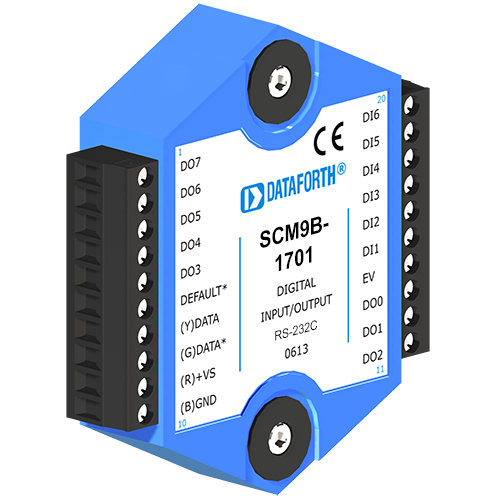 1
DO7
DO6
DO5
DO4
DO3
DEFAULT*
(Y)DATA
(G)DATA*
(R)+VS
(B)GND
10
CE
DATAFORTH®
SCM9B-
1701
DIGITAL
INPUT/OUTPUT
RS-232C
0613
20
DI6
DI5
DI4
DI3
DI2
DI1
EV
DO0
DO1
DO2
11